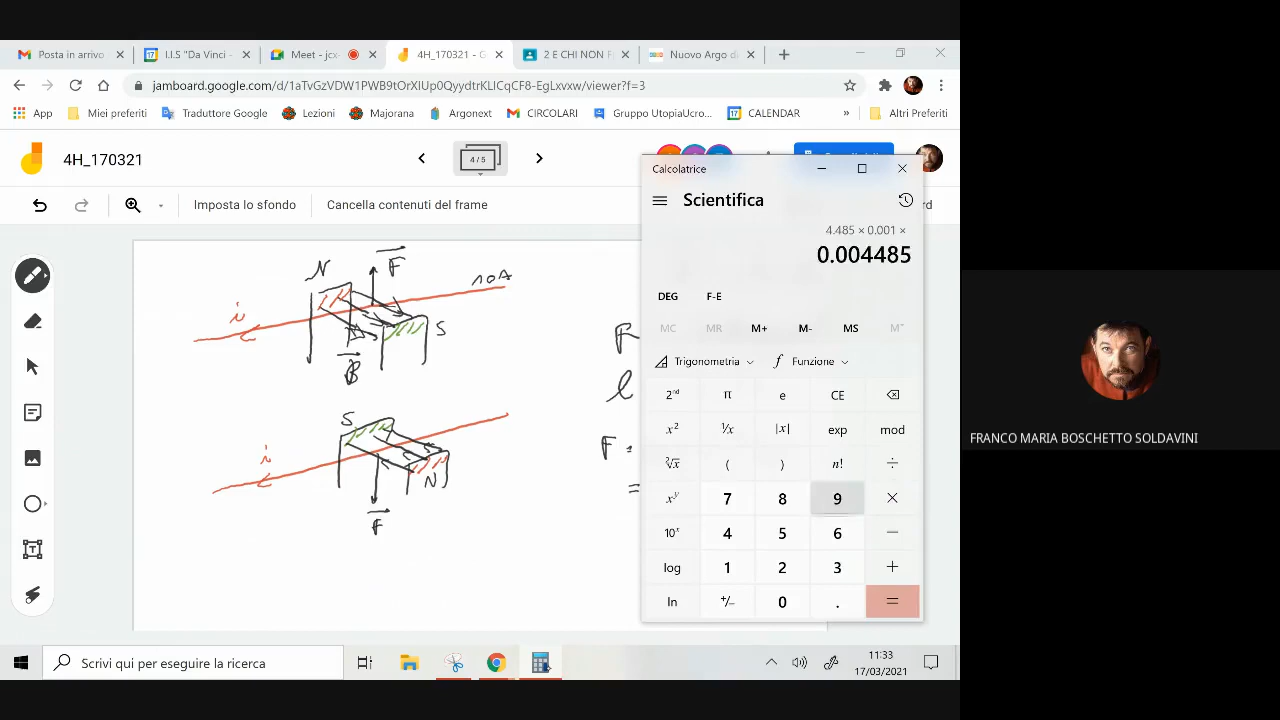 Posta in arrivo
17
I.I.S "Da Vinci -
Meet - jcx-
4H_170321 - G
2 E CHI NON F
Nuovo Argo d
jamboard.google.com/d/1aTvGzVDW1PWB9tOrXIUp0QyydtrKLICqCF8-EgLxvxw/viewer?f=3
App
Miei preferiti
Traduttore Google
Lezioni
Majorana
Argonext
CIRCOLARI
Gruppo UtopiaUcro...
CALENDAR
»
Altri Preferiti
4H_170321
4 / 5
Imposta lo sfondo
Cancella contenuti del frame
rd
Calcolatrice
Scientifica
4.485 × 0.001 ×
0.004485
DEG F-E
MC MR M+ M- MS M˅
Trigonometria
f Funzione
2ⁿᵈ π e CE
x² ¹/x |x| exp mod
²√x ( ) n! ÷
xʸ 7 8 9 ×
10ˣ 4 5 6 −
log 1 2 3 +
ln +/− 0 . =
N F 10A
i S
B
S
i
N
F
F
l
F =
=
FRANCO MARIA BOSCHETTO SOLDAVINI
Scrivi qui per eseguire la ricerca
11:33
17/03/2021